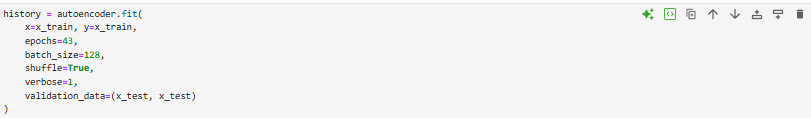 history = autoencoder.fit(
    x=x_train, y=x_train,
    epochs=43,
    batch_size=128,
    shuffle=True,
    verbose=1,
    validation_data=(x_test, x_test)
)